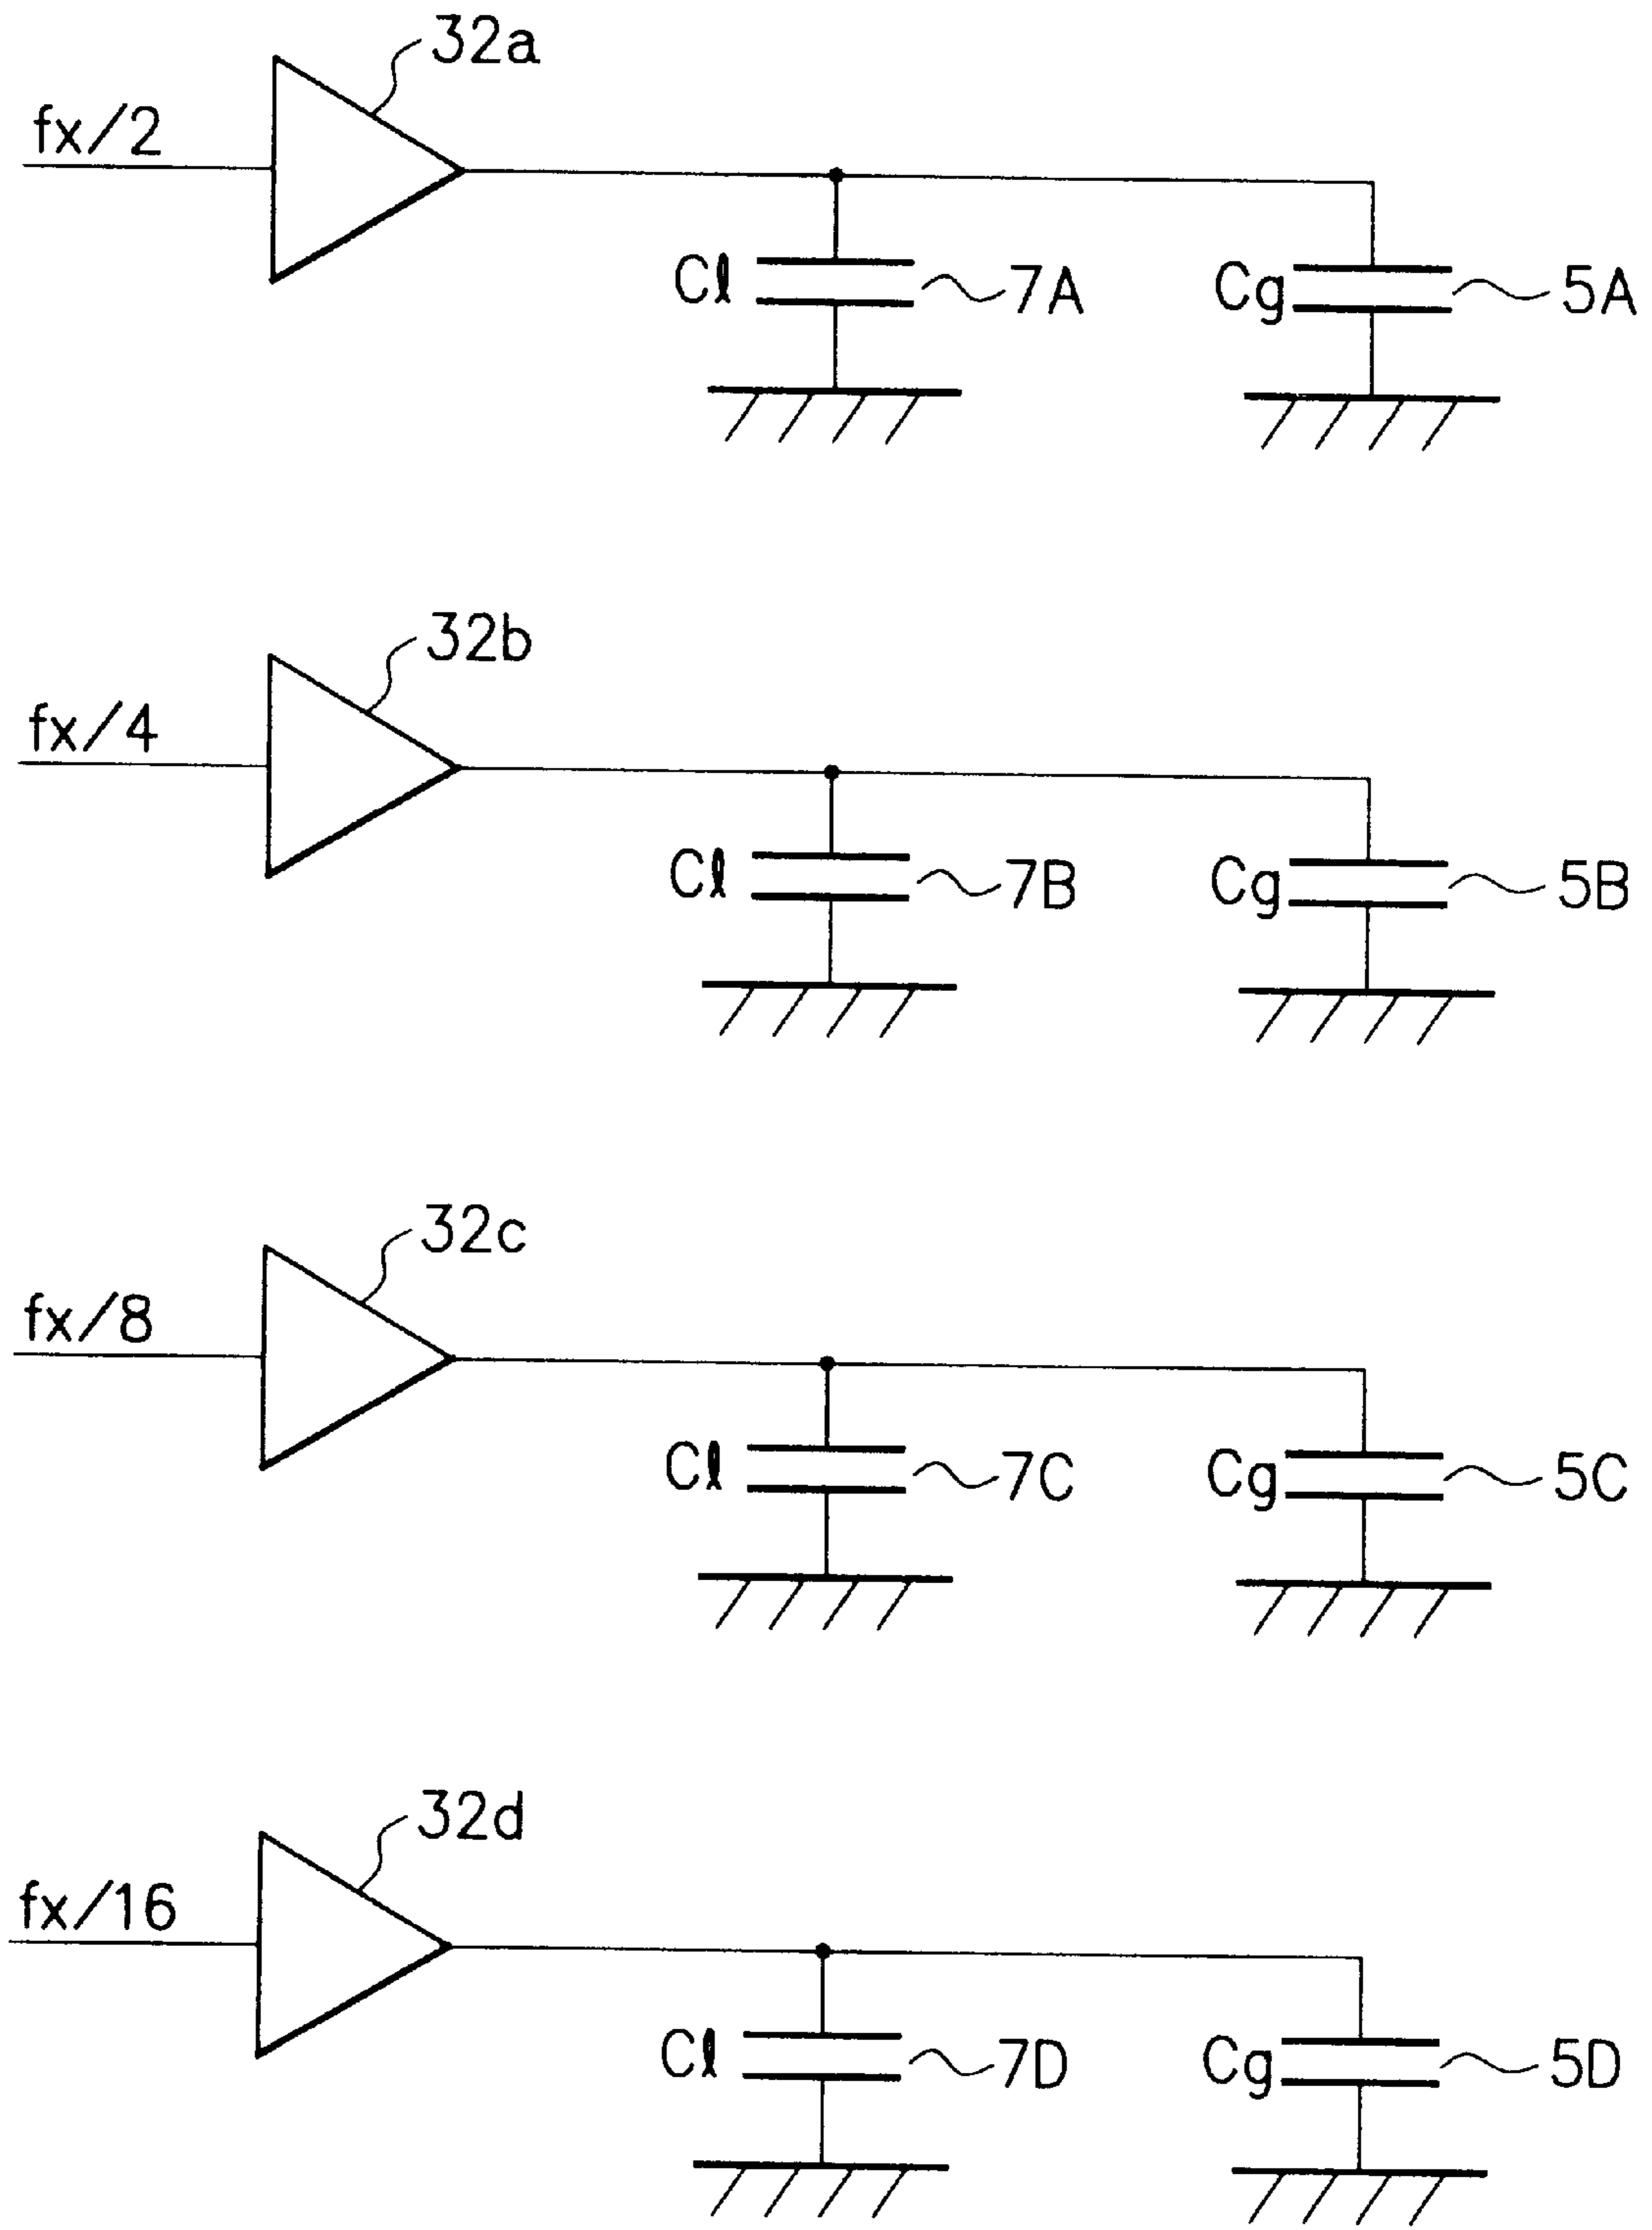 32a
fx/2
Cl 7A Cg 5A
32b
fx/4
Cl 7B Cg 5B
32c
fx/8
Cl 7C Cg 5C
32d
fx/16
Cl 7D Cg 5D